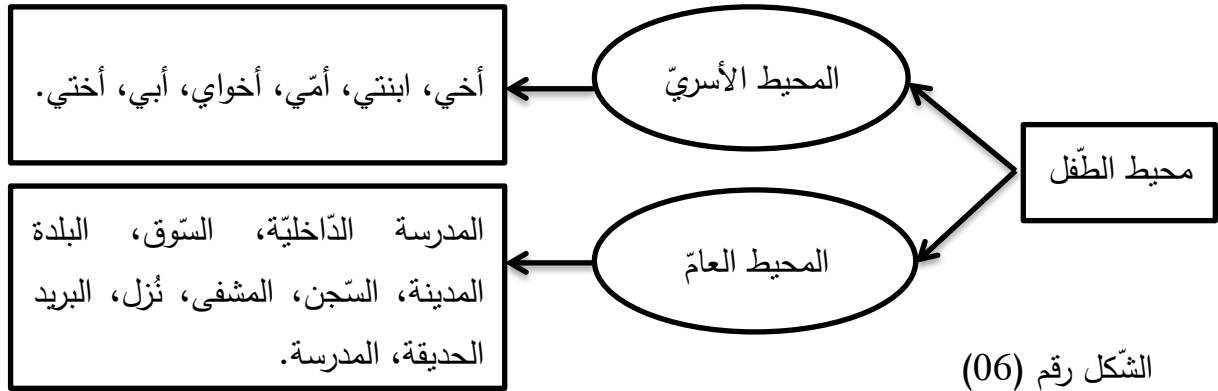 محيط الطّفل
المحيط الأسريّ
أخي، ابنتي، أمّي، أخواي، أبي، أختي.
المحيط العامّ
المدرسة الدّاخليّة، السّوق، البلدة
المدينة، السّجن، المشفى، نُزل، البريد
الحديقة، المدرسة.
الشّكل رقم (06)